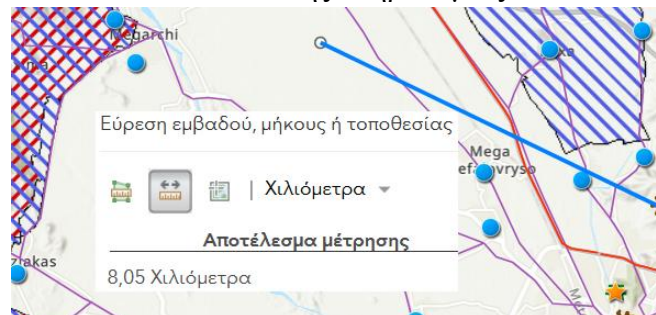 Megarchi
Εύρεση εμβαδού, μήκους ή τοποθεσίας
Mega
| Χιλιόμετρα
Αποτέλεσμα μέτρησης
8,05 Χιλιόμετρα